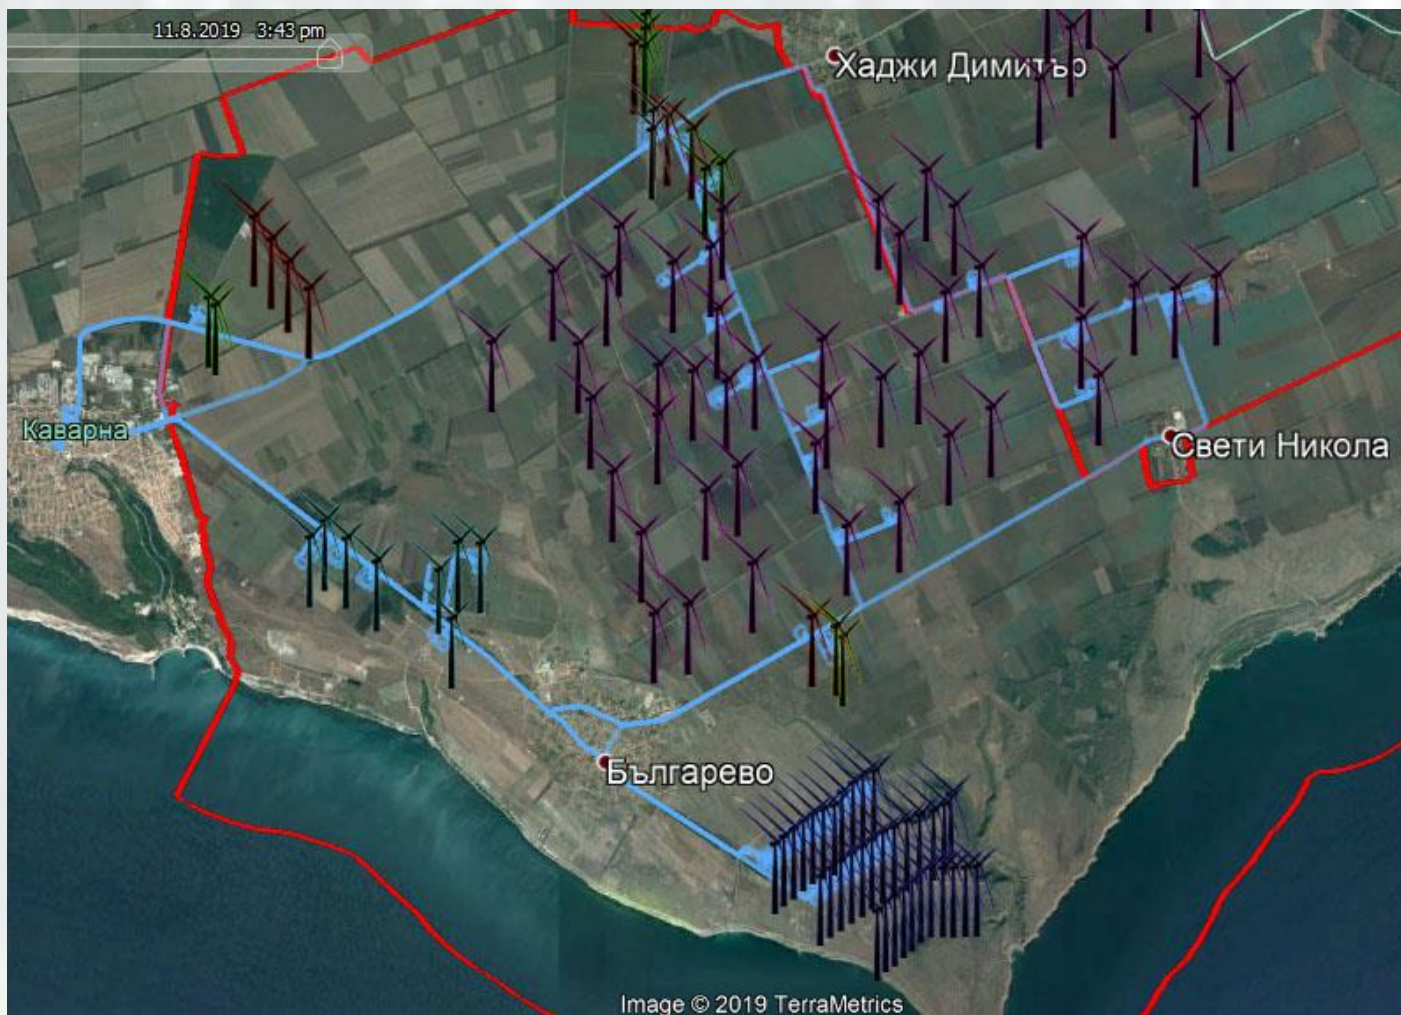 11.8.2019 3:43 pm
Хаджи Димитър
Каварна
Свети Никола
Българево
Image © 2019 TerraMetrics